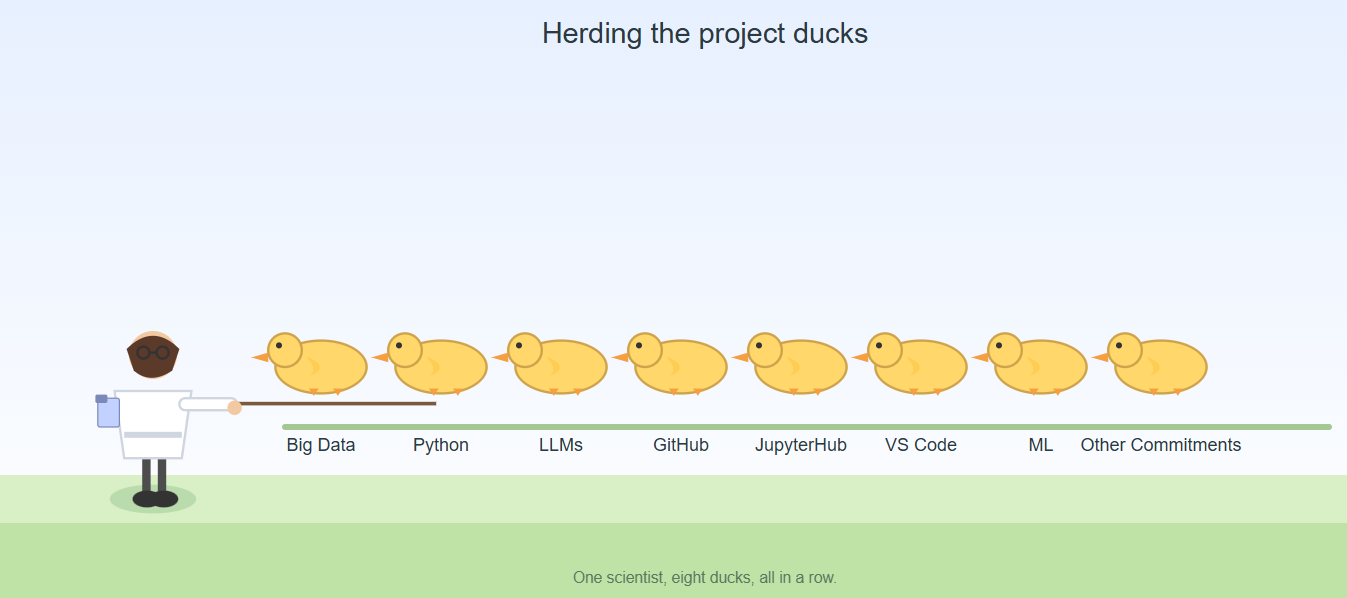 Herding the project ducks
Big Data Python LLMs GitHub JupyterHub VS Code ML Other Commitments
One scientist, eight ducks, all in a row.